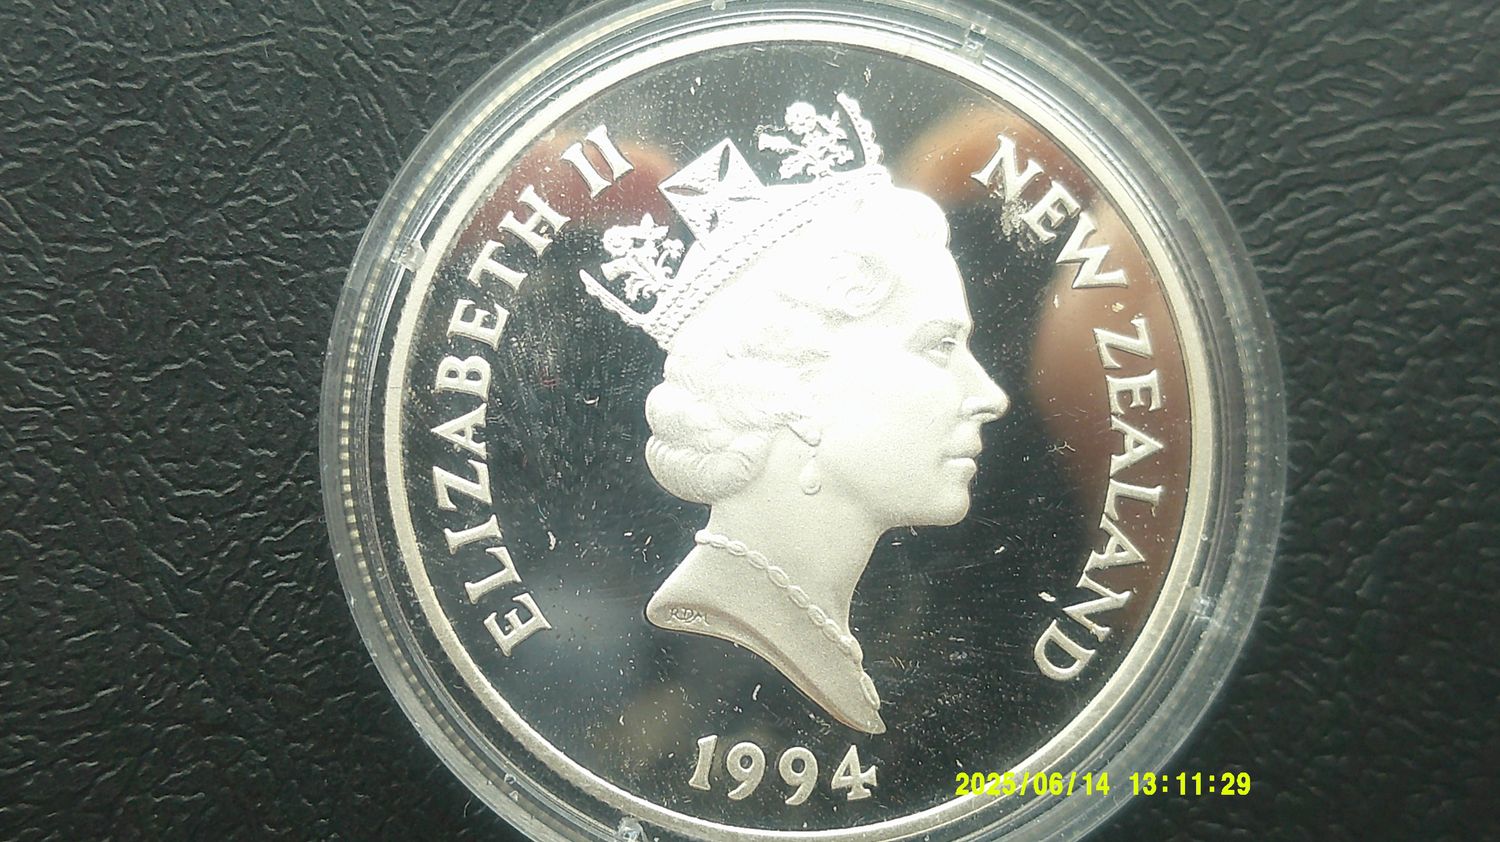 ELIZABETH II
NEW ZEALAND
RDM
1994
2025/06/14 13:11:29